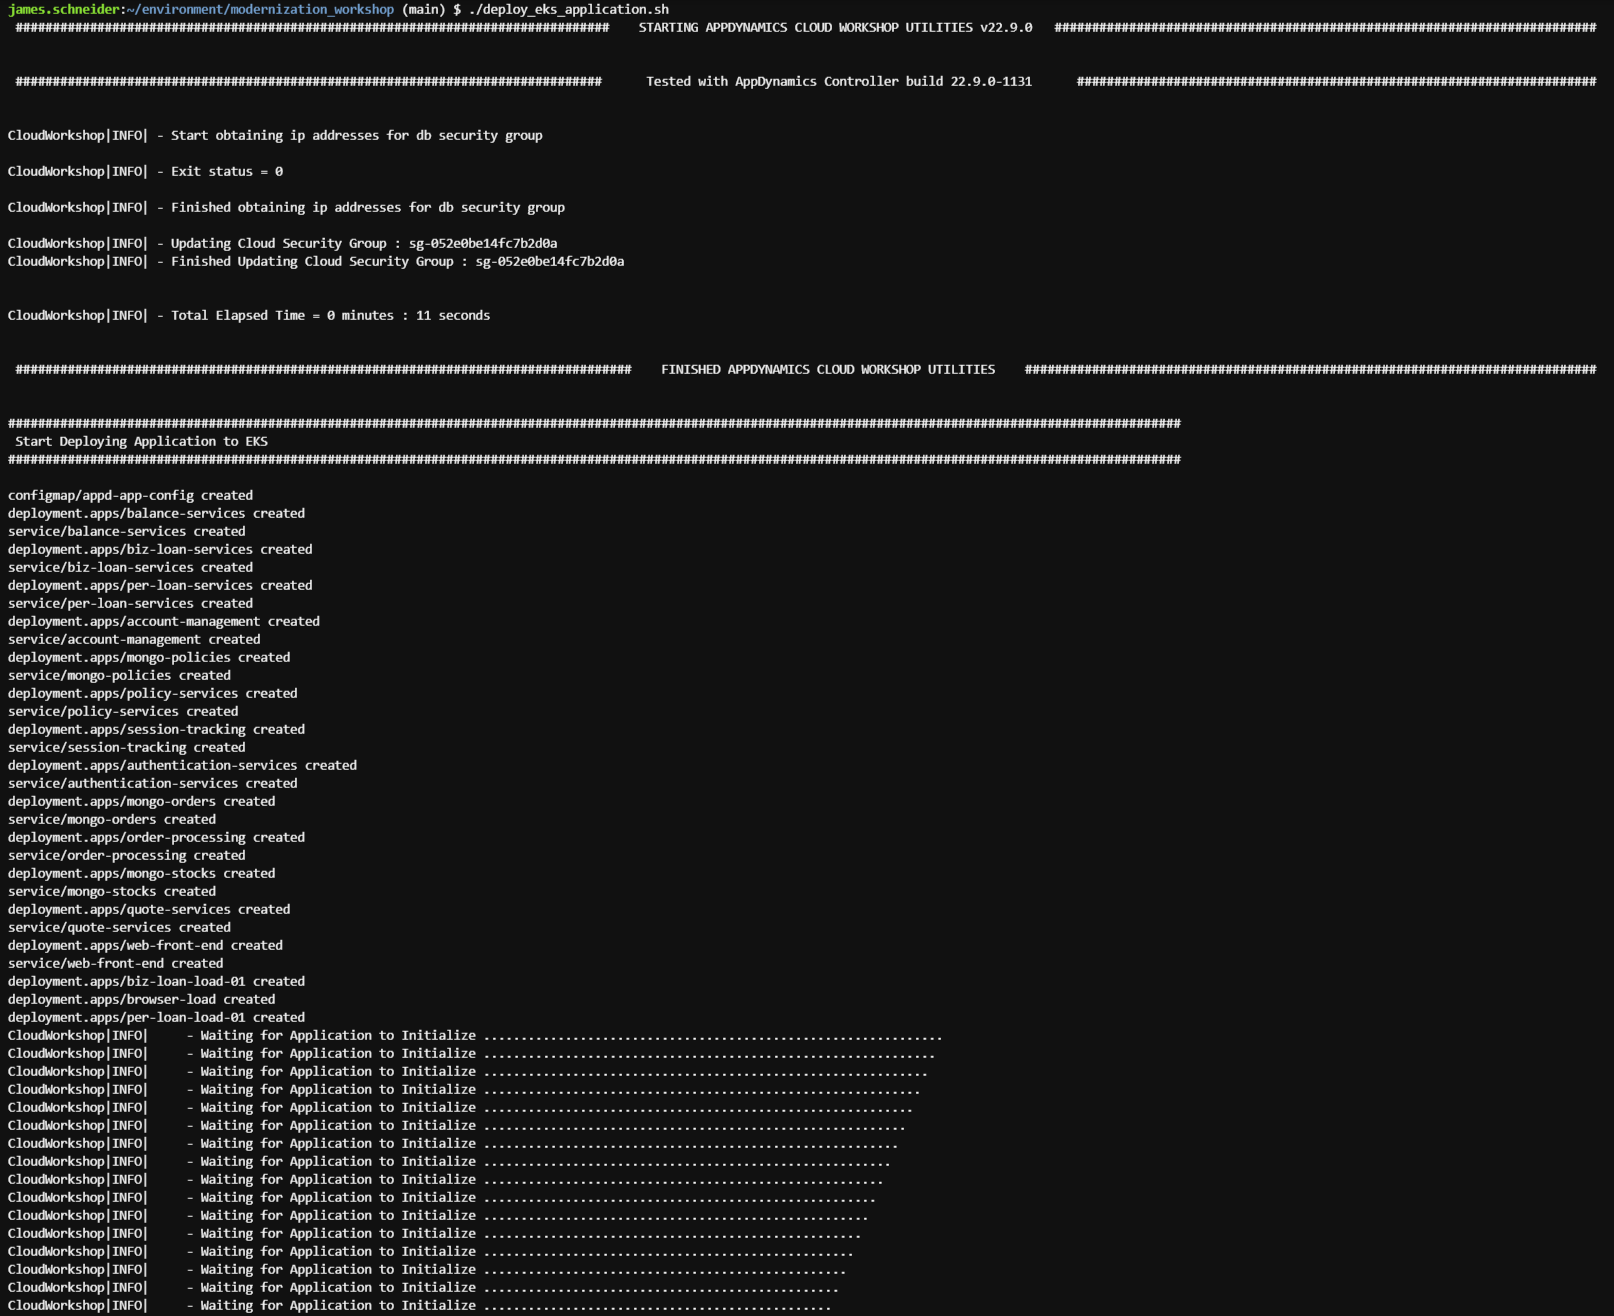 james.schneider:~/environment/modernization_workshop (main) $ ./deploy_eks_application.sh
#################################################################################### STARTING APPDYNAMICS CLOUD WORKSHOP UTILITIES v22.9.0 #########################################################################
############################################################################### Tested with AppDynamics Controller build 22.9.0-1131 ######################################################################
CloudWorkshop|INFO| - Start obtaining ip addresses for db security group
CloudWorkshop|INFO| - Exit status = 0
CloudWorkshop|INFO| - Finished obtaining ip addresses for db security group
CloudWorkshop|INFO| - Updating Cloud Security Group : sg-052e0be14fc7b2d0a
CloudWorkshop|INFO| - Finished Updating Cloud Security Group : sg-052e0be14fc7b2d0a
CloudWorkshop|INFO| - Total Elapsed Time = 0 minutes : 11 seconds
################################################################################### FINISHED APPDYNAMICS CLOUD WORKSHOP UTILITIES #############################################################################
##############################################################################################################################################################
Start Deploying Application to EKS
##############################################################################################################################################################
configmap/appd-app-config created
deployment.apps/balance-services created
service/balance-services created
deployment.apps/biz-loan-services created
service/biz-loan-services created
deployment.apps/per-loan-services created
service/per-loan-services created
deployment.apps/account-management created
service/account-management created
deployment.apps/mongo-policies created
service/mongo-policies created
deployment.apps/policy-services created
service/policy-services created
deployment.apps/session-tracking created
service/session-tracking created
deployment.apps/authentication-services created
service/authentication-services created
deployment.apps/mongo-orders created
service/mongo-orders created
deployment.apps/order-processing created
service/order-processing created
deployment.apps/mongo-stocks created
service/mongo-stocks created
deployment.apps/quote-services created
service/quote-services created
deployment.apps/web-front-end created
service/web-front-end created
deployment.apps/biz-loan-load-01 created
deployment.apps/browser-load created
deployment.apps/per-loan-load-01 created
CloudWorkshop|INFO| - Waiting for Application to Initialize ..............................................................
CloudWorkshop|INFO| - Waiting for Application to Initialize .............................................................
CloudWorkshop|INFO| - Waiting for Application to Initialize ............................................................
CloudWorkshop|INFO| - Waiting for Application to Initialize ...........................................................
CloudWorkshop|INFO| - Waiting for Application to Initialize ..........................................................
CloudWorkshop|INFO| - Waiting for Application to Initialize .........................................................
CloudWorkshop|INFO| - Waiting for Application to Initialize ........................................................
CloudWorkshop|INFO| - Waiting for Application to Initialize .......................................................
CloudWorkshop|INFO| - Waiting for Application to Initialize ......................................................
CloudWorkshop|INFO| - Waiting for Application to Initialize .....................................................
CloudWorkshop|INFO| - Waiting for Application to Initialize ....................................................
CloudWorkshop|INFO| - Waiting for Application to Initialize ...................................................
CloudWorkshop|INFO| - Waiting for Application to Initialize ..................................................
CloudWorkshop|INFO| - Waiting for Application to Initialize .................................................
CloudWorkshop|INFO| - Waiting for Application to Initialize ................................................
CloudWorkshop|INFO| - Waiting for Application to Initialize ...............................................